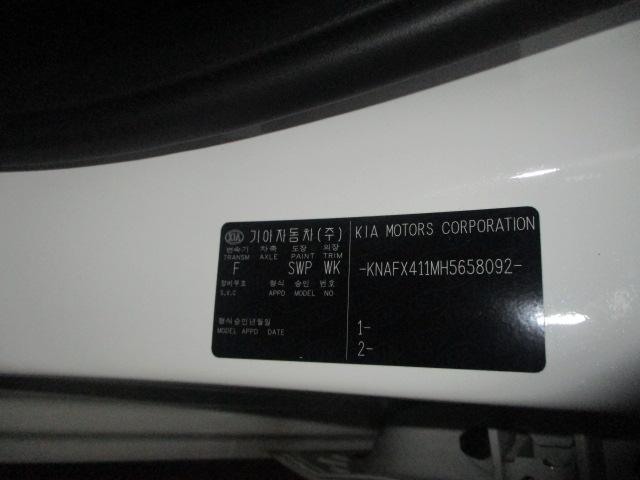 KIA 기아자동차(주)
변속기 차축 도장 외장
TRANSM AXLE PAINT TRIM
F SWP WK
장비부호 형식 승인 번호
S.V.C APPD MODEL NO
형식승인년월일
MODEL APPD DATE
KIA MOTORS CORPORATION
-KNAFX411MH5658092-
1-
2-